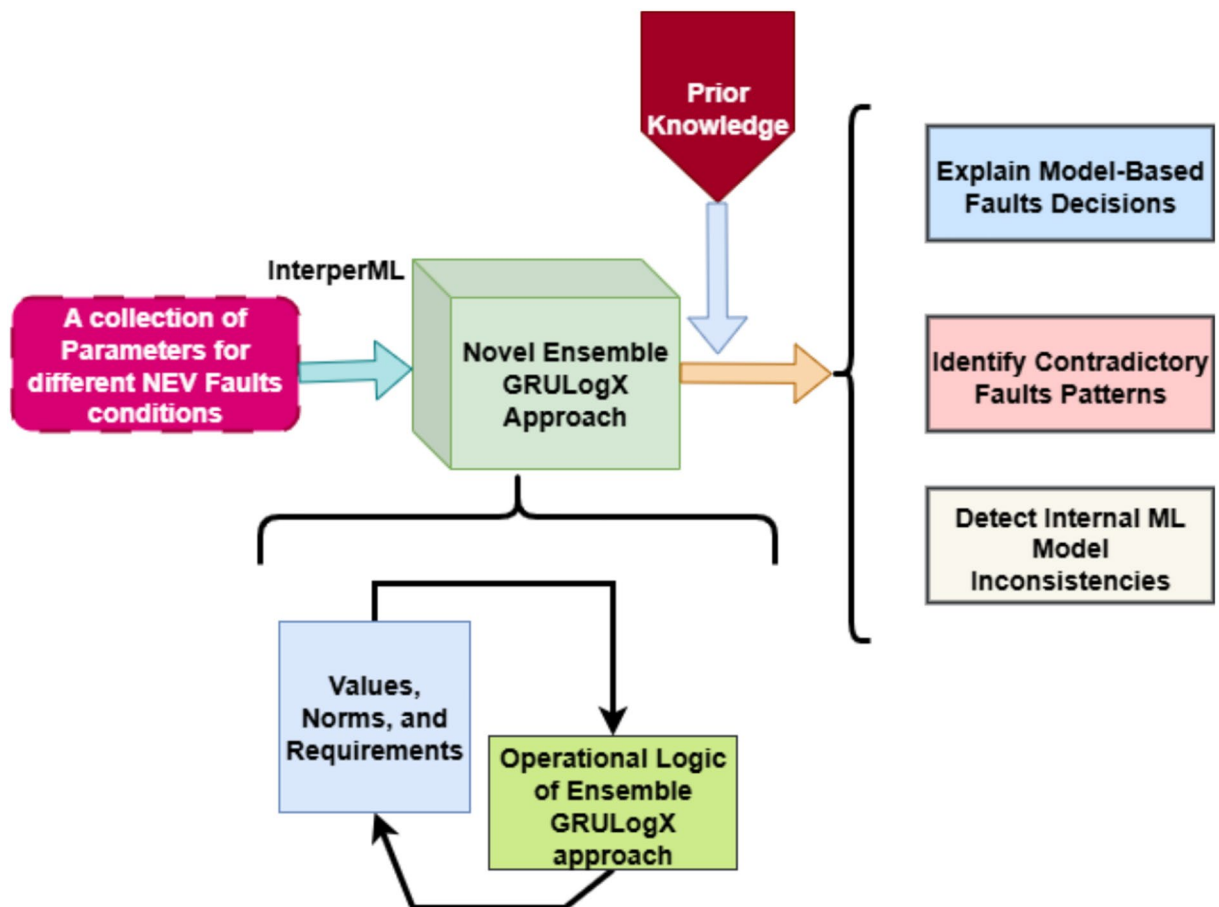 Prior
Knowledge
Explain Model-Based
Faults Decisions
InterperML
A collection of
Parameters for
different NEV Faults
conditions
Novel Ensemble
GRULogX
Approach
Identify Contradictory
Faults Patterns
Detect Internal ML
Model
Inconsistencies
Values,
Norms, and
Requirements
Operational Logic
of Ensemble
GRULogX
approach